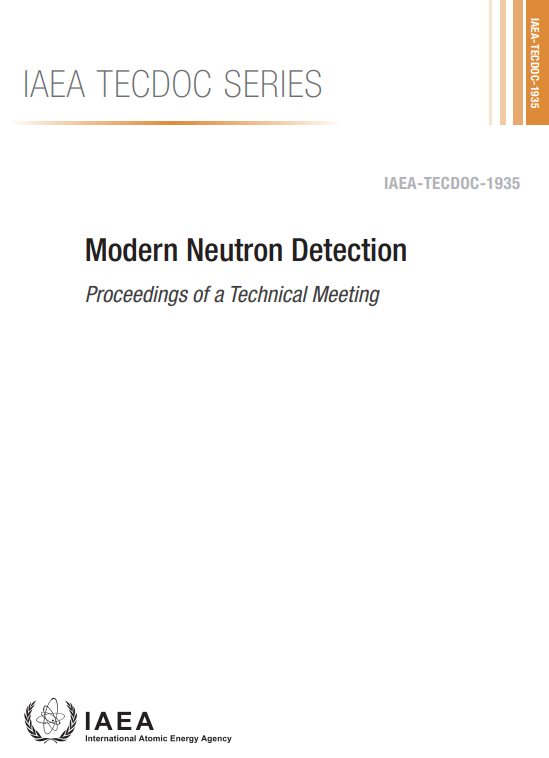 IAEA TECDOC SERIES
IAEA-TECDOC-1935
IAEA-TECDOC-1935
Modern Neutron Detection
Proceedings of a Technical Meeting
IAEA
International Atomic Energy Agency